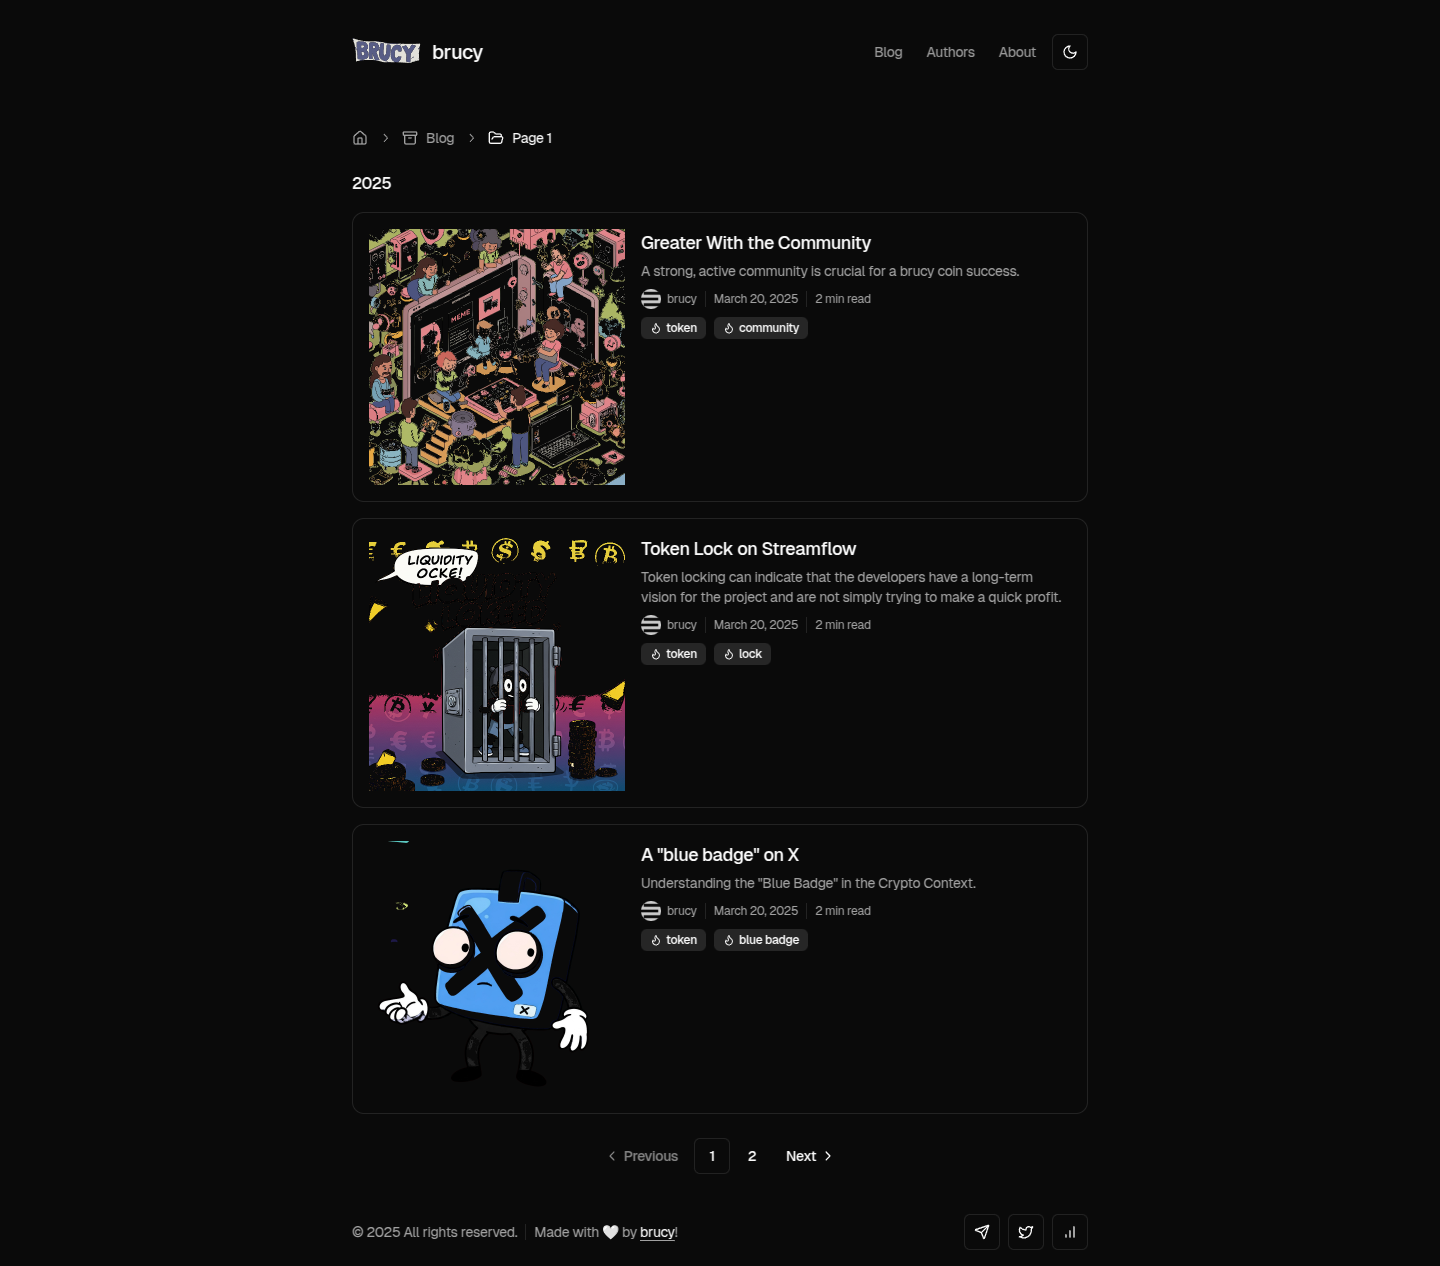 BRUCY brucy
Blog Authors About
Blog Page 1
2025
MEME
Greater With the Community
A strong, active community is crucial for a brucy coin success.
brucy March 20, 2025 2 min read
token community
LIQUIDITY
OCKE!
Token Lock on Streamflow
Token locking can indicate that the developers have a long-term
vision for the project and are not simply trying to make a quick profit.
brucy March 20, 2025 2 min read
token lock
A "blue badge" on X
Understanding the "Blue Badge" in the Crypto Context.
brucy March 20, 2025 2 min read
token blue badge
Previous 1 2 Next
© 2025 All rights reserved. Made with 🤍 by brucy!